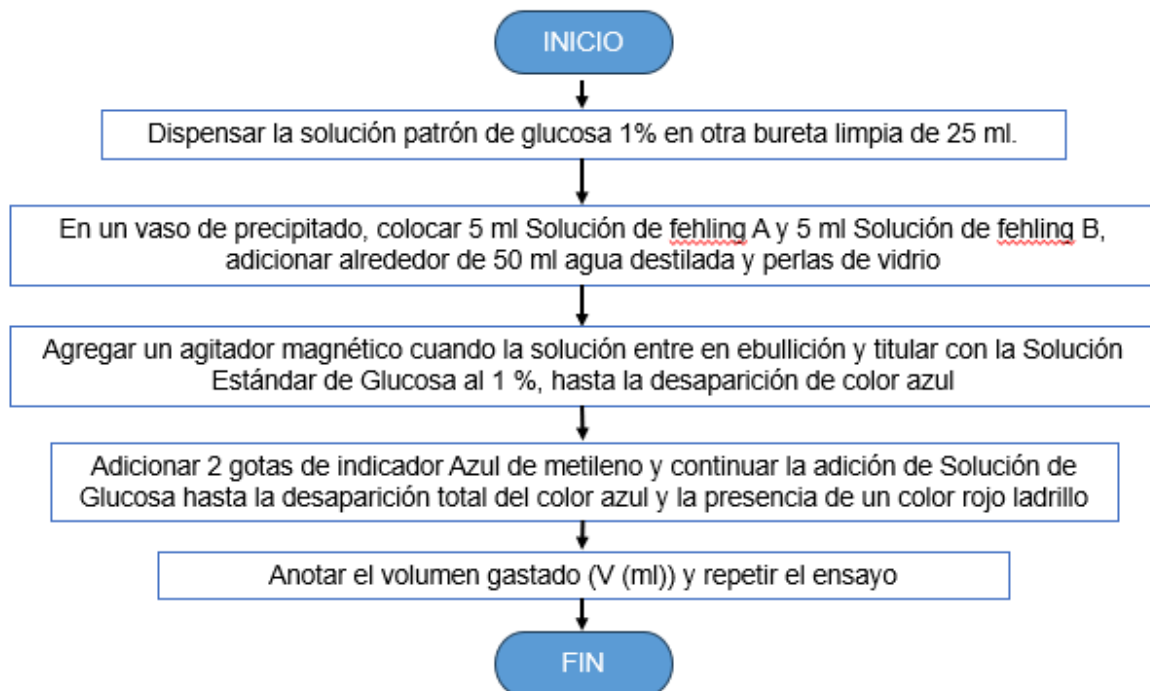 INICIO
Dispensar la solución patrón de glucosa 1% en otra bureta limpia de 25 ml.
En un vaso de precipitado, colocar 5 ml Solución de fehling A y 5 ml Solución de fehling B,
adicionar alrededor de 50 ml agua destilada y perlas de vidrio
Agregar un agitador magnético cuando la solución entre en ebullición y titular con la Solución
Estándar de Glucosa al 1 %, hasta la desaparición de color azul
Adicionar 2 gotas de indicador Azul de metileno y continuar la adición de Solución de
Glucosa hasta la desaparición total del color azul y la presencia de un color rojo ladrillo
Anotar el volumen gastado (V (ml)) y repetir el ensayo
FIN